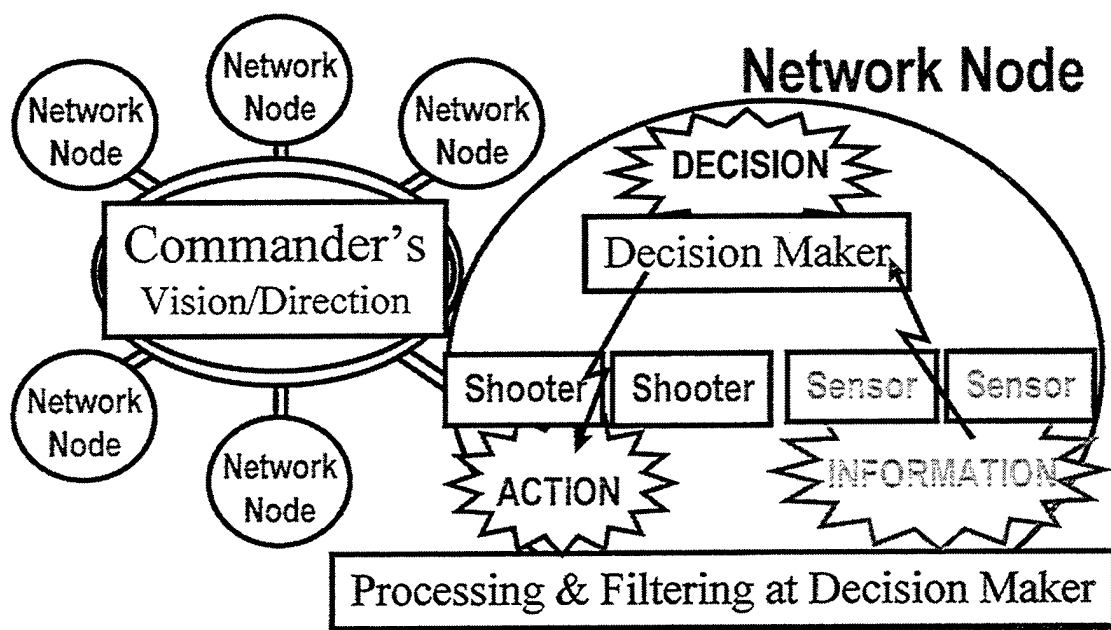 Network
Node
Network
Node
Network
Node
Network Node
DECISION
Commander's
Vision/Direction
Decision Maker
Shooter
Shooter
Sensor
Sensor
Network
Node
Network
Node
ACTION
INFORMATION
Processing & Filtering at Decision Maker